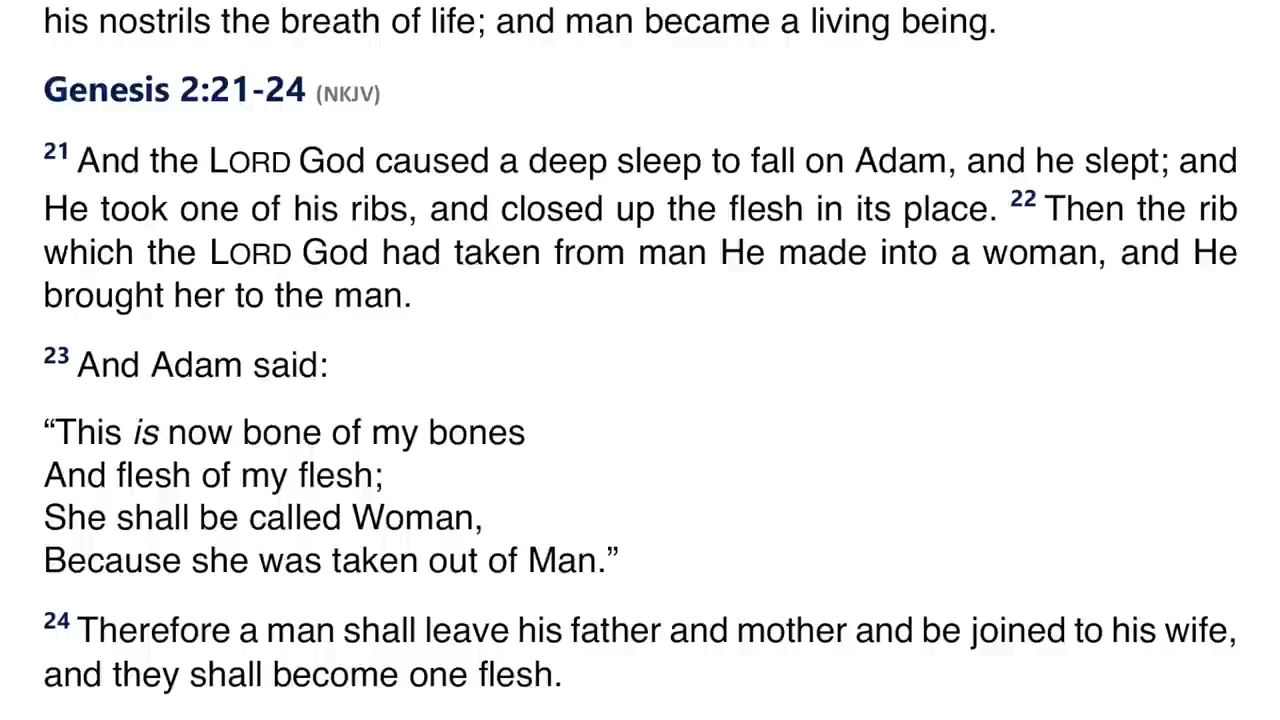 his nostrils the breath of life; and man became a living being.
Genesis 2:21-24 (NKJV)
21 And the LORD God caused a deep sleep to fall on Adam, and he slept; and
He took one of his ribs, and closed up the flesh in its place. 22 Then the rib
which the LORD God had taken from man He made into a woman, and He
brought her to the man.
23 And Adam said:
“This is now bone of my bones
And flesh of my flesh;
She shall be called Woman,
Because she was taken out of Man.”
24 Therefore a man shall leave his father and mother and be joined to his wife,
and they shall become one flesh.